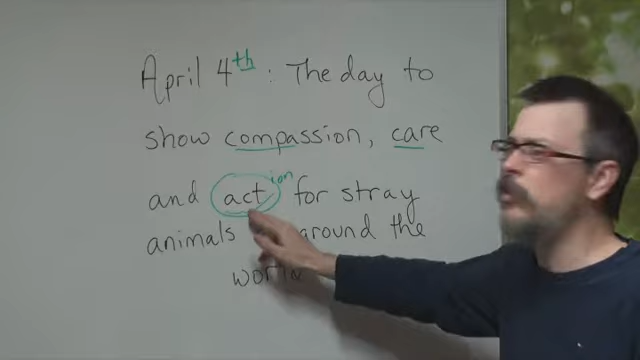 April 4th: The day to
show compassion, care
and action for stray
animals around the
world